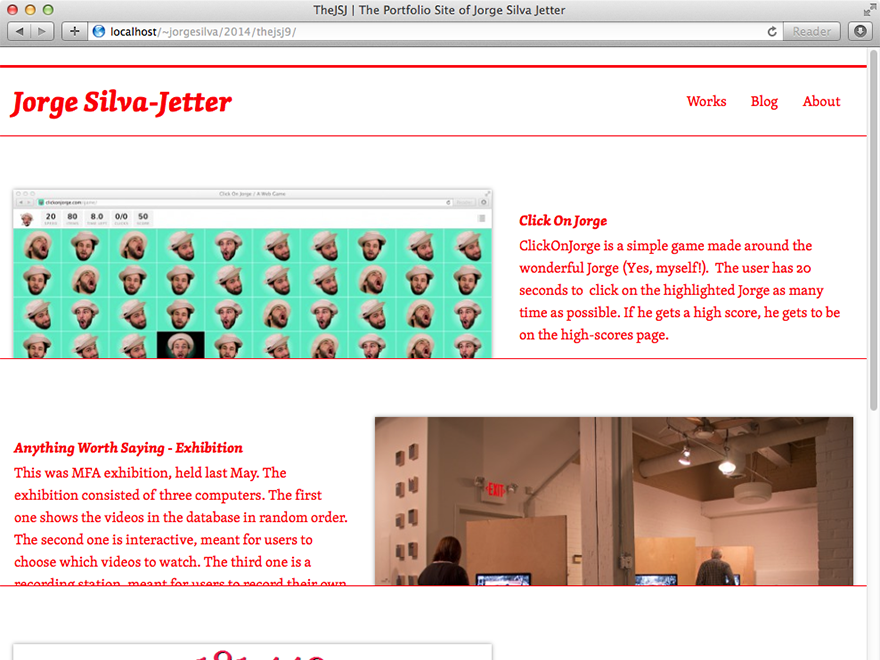 TheJSJ | The Portfolio Site of Jorge Silva Jetter
localhost/~jorgesilva/2014/thejsj9/
Reader
Jorge Silva-Jetter
Works Blog About
Click On Jorge / A Web Game
clickonjorge.com/game/
20 80 8.0 0/0 50
Click On Jorge
ClickOnJorge is a simple game made around the
wonderful Jorge (Yes, myself!). The user has 20
seconds to click on the highlighted Jorge as many
time as possible. If he gets a high score, he gets to be
on the high-scores page.
Anything Worth Saying - Exhibition
This was MFA exhibition, held last May. The
exhibition consisted of three computers. The first
one shows the videos in the database in random order.
The second one is interactive, meant for users to
choose which videos to watch. The third one is a
recording station, meant for users to record their own
EXIT